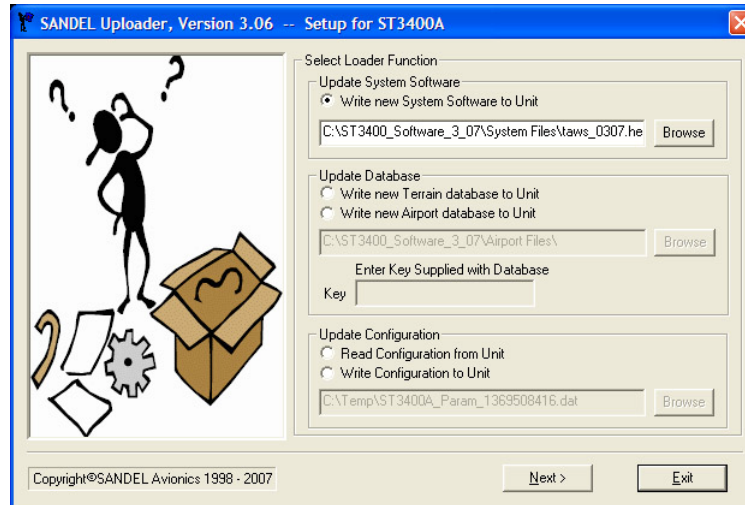 SANDEL Uploader, Version 3.06 -- Setup for ST3400A
Select Loader Function
Update System Software
Write new System Software to Unit
C:\ST3400_Software_3_07\System Files\taws_0307.he
Browse
Update Database
Write new Terrain database to Unit
Write new Airport database to Unit
C:\ST3400_Software_3_07\Airport Files\
Browse
Enter Key Supplied with Database
Key
Update Configuration
Read Configuration from Unit
Write Configuration to Unit
C:\Temp\ST3400A_Param_1369508416.dat
Browse
Copyright©SANDEL Avionics 1998 - 2007
Next >
Exit